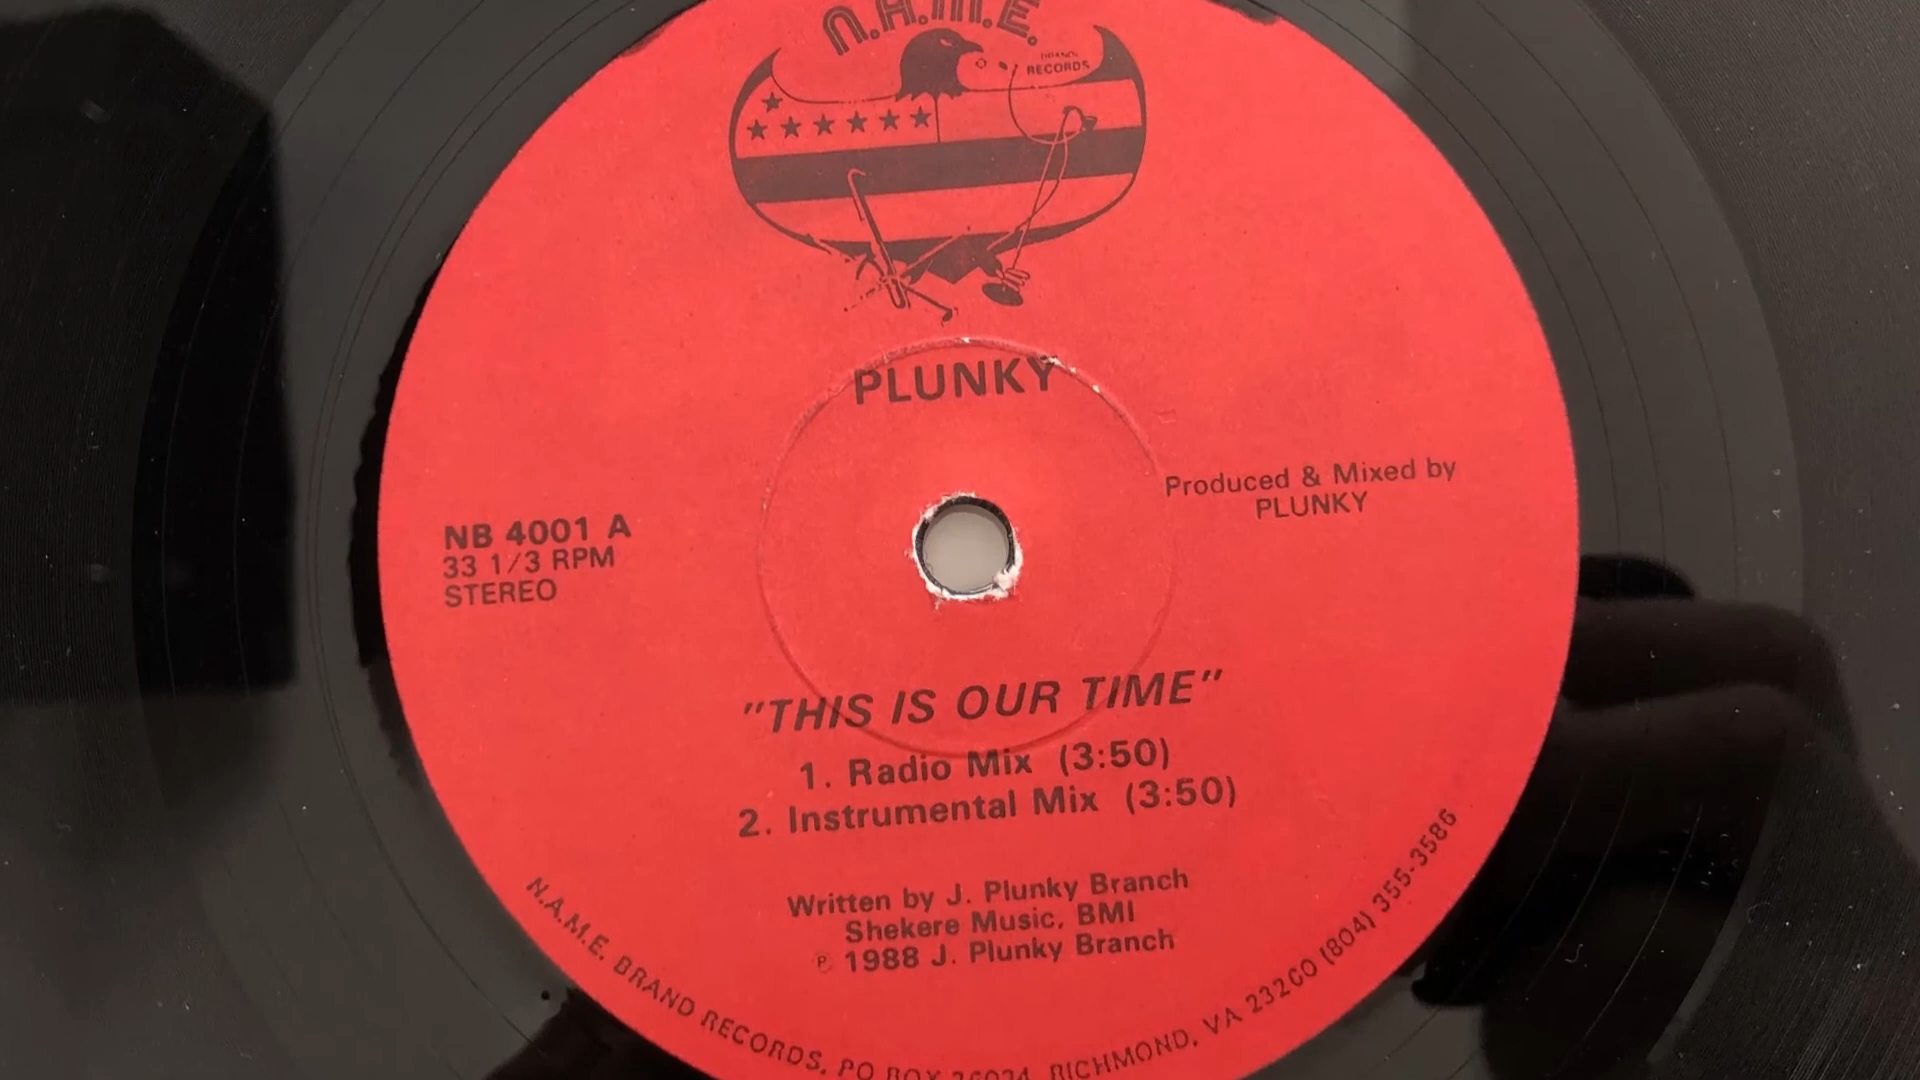 N.A.M.E.
RECORDS
PLUNKY
Produced & Mixed by
PLUNKY
NB 4001 A
33 1/3 RPM
STEREO
"THIS IS OUR TIME"
1. Radio Mix (3:50)
2. Instrumental Mix (3:50)
Written by J. Plunky Branch
Shekere Music, BMI
℗ 1988 J. Plunky Branch
N.A.M.E. BRAND RECORDS, PO BOX RICHMOND, VA 23260 (804) 355-3586